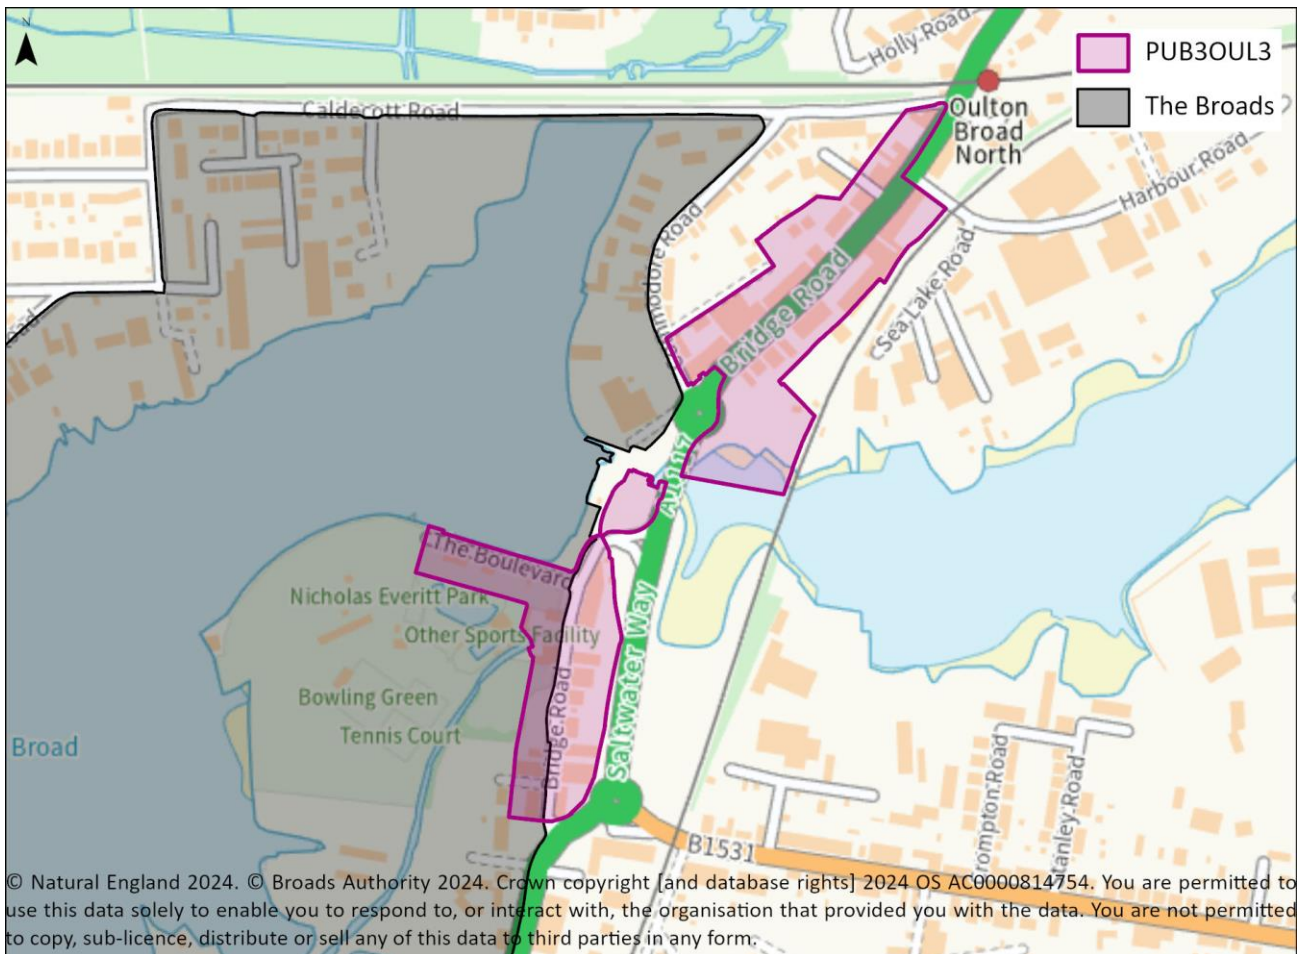 N
Holly Road
PUB3OUL3
The Broads
Caldecott Road
Oulton
Broad
North
Harbour Road
Commodore Road
Sea Lake Road
Bridge Road
A1117
The Boulevard
Nicholas Everitt Park
Other Sports Facility
Bowling Green
Tennis Court
Broad
Bridge Road
Saltwater Way
B1531
Brompton Road
Stanley Road
© Natural England 2024. © Broads Authority 2024. Crown copyright [and database rights] 2024 OS AC0000814754. You are permitted to
use this data solely to enable you to respond to, or interact with, the organisation that provided you with the data. You are not permitted
to copy, sub-licence, distribute or sell any of this data to third parties in any form.